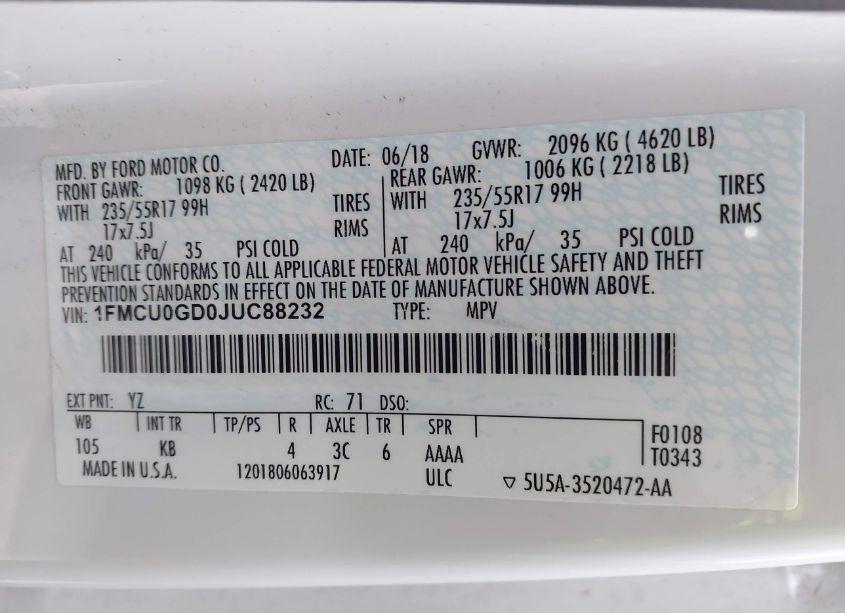 MFD. BY FORD MOTOR CO. DATE: 06/18 GVWR: 2096 KG ( 4620 LB)
FRONT GAWR: 1098 KG ( 2420 LB) REAR GAWR: 1006 KG ( 2218 LB)
WITH 235/55R17 99H TIRES WITH 235/55R17 99H TIRES
17x7.5J RIMS 17x7.5J RIMS
AT 240 kPa/ 35 PSI COLD AT 240 kPa/ 35 PSI COLD
THIS VEHICLE CONFORMS TO ALL APPLICABLE FEDERAL MOTOR VEHICLE SAFETY AND THEFT
PREVENTION STANDARDS IN EFFECT ON THE DATE OF MANUFACTURE SHOWN ABOVE.
VIN: 1FMCU0GD0JUC88232 TYPE: MPV
EXT PNT: YZ RC: 71 DSO:
WB INT TR TP/PS R AXLE TR SPR
105 KB 4 3C 6 AAAA
F0108
T0343
MADE IN U.S.A. 1201806063917 ULC ▽ 5U5A-3520472-AA